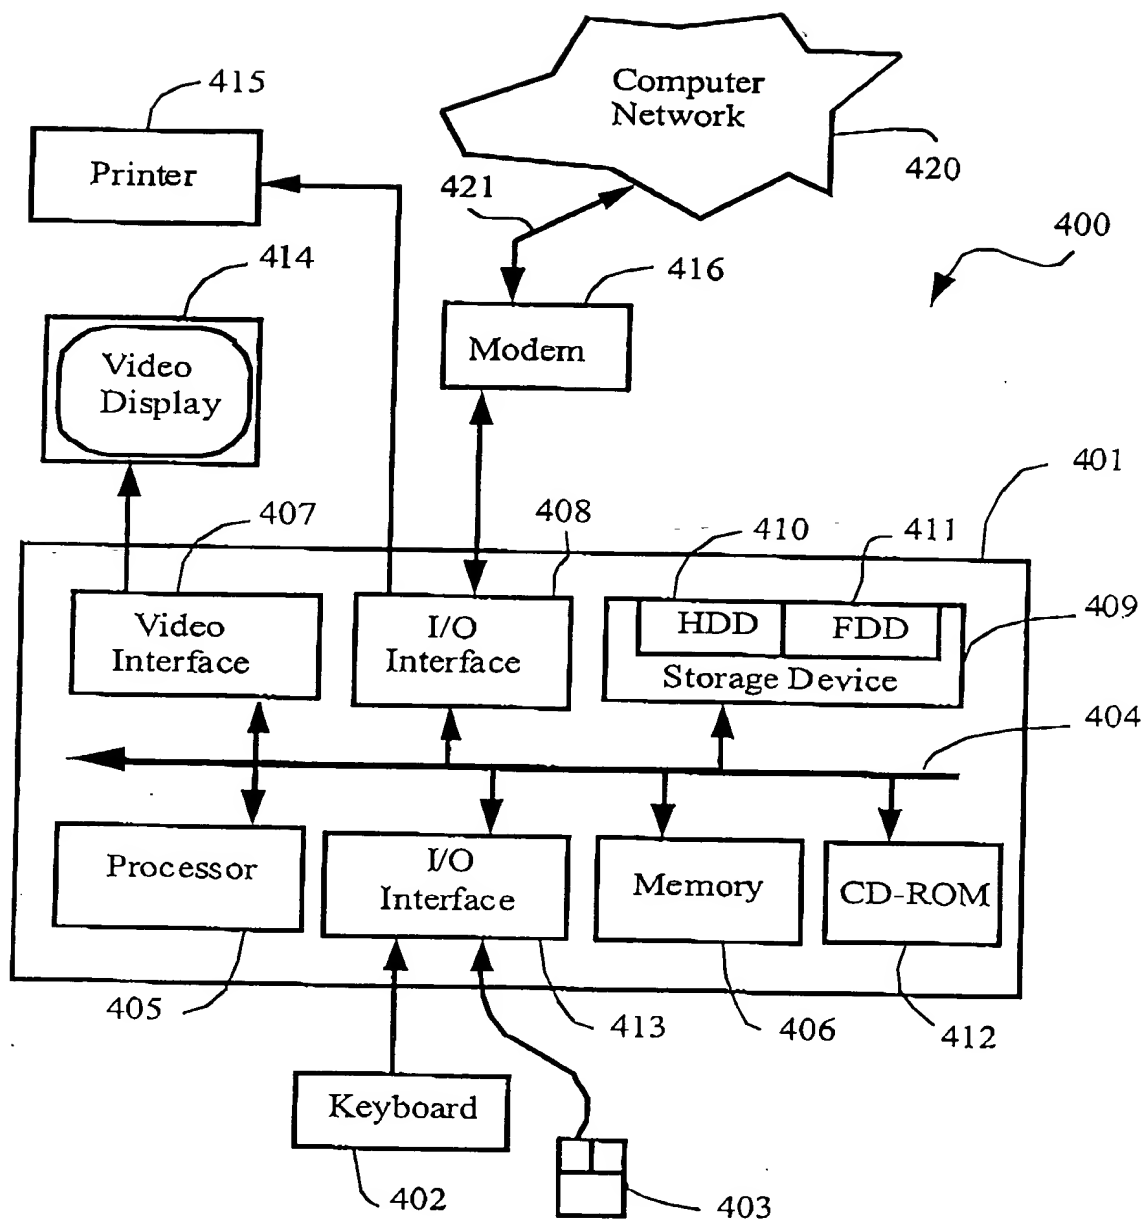 415
Computer
Network
Printer
420
421
400
414
416
Video
Display
Modem
401
407
408
410
411
409
HDD
FDD
Video
Interface
I/O
Interface
Storage Device
404
Processor
I/O
Interface
Memory
CD-ROM
405
413
406
412
Keyboard
402
403